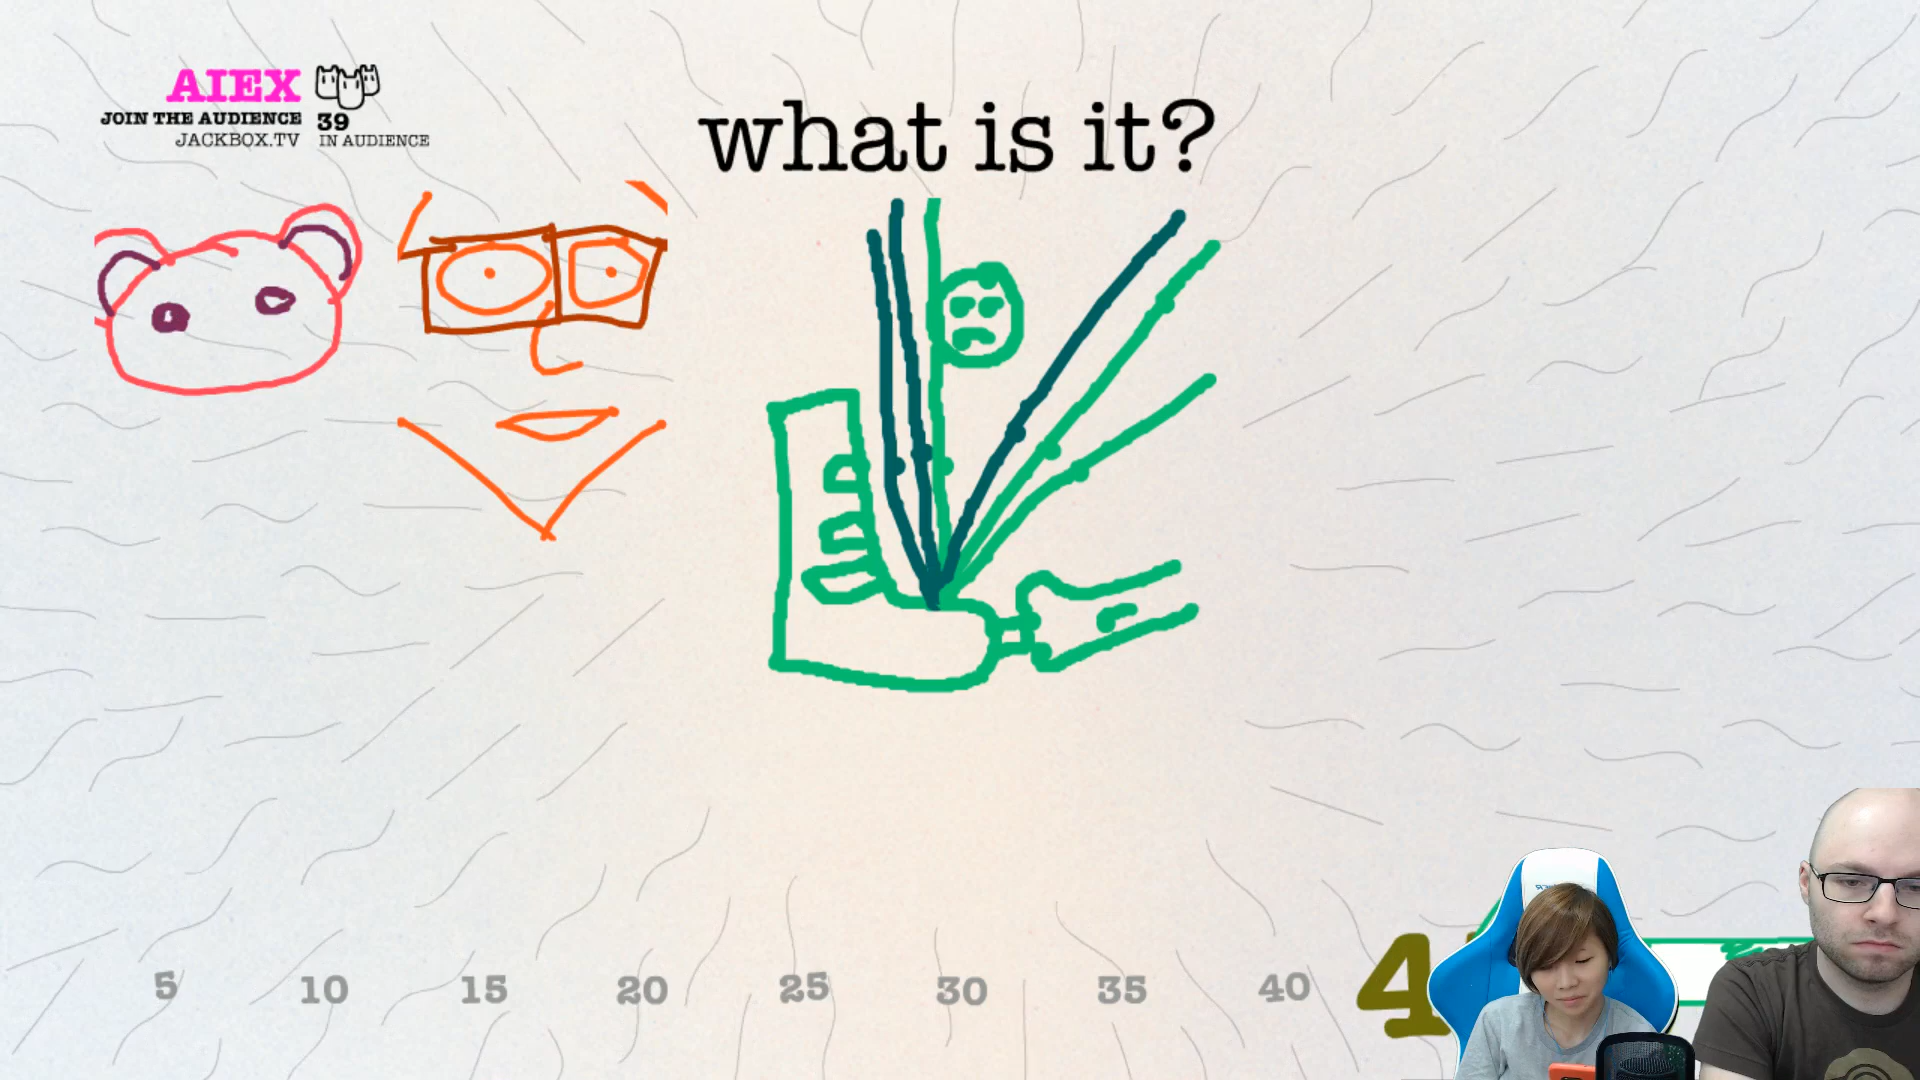 AIEX
JOIN THE AUDIENCE
JACKBOX.TV
39
IN AUDIENCE
what is it?
5 10 15 20 25 30 35 40 4